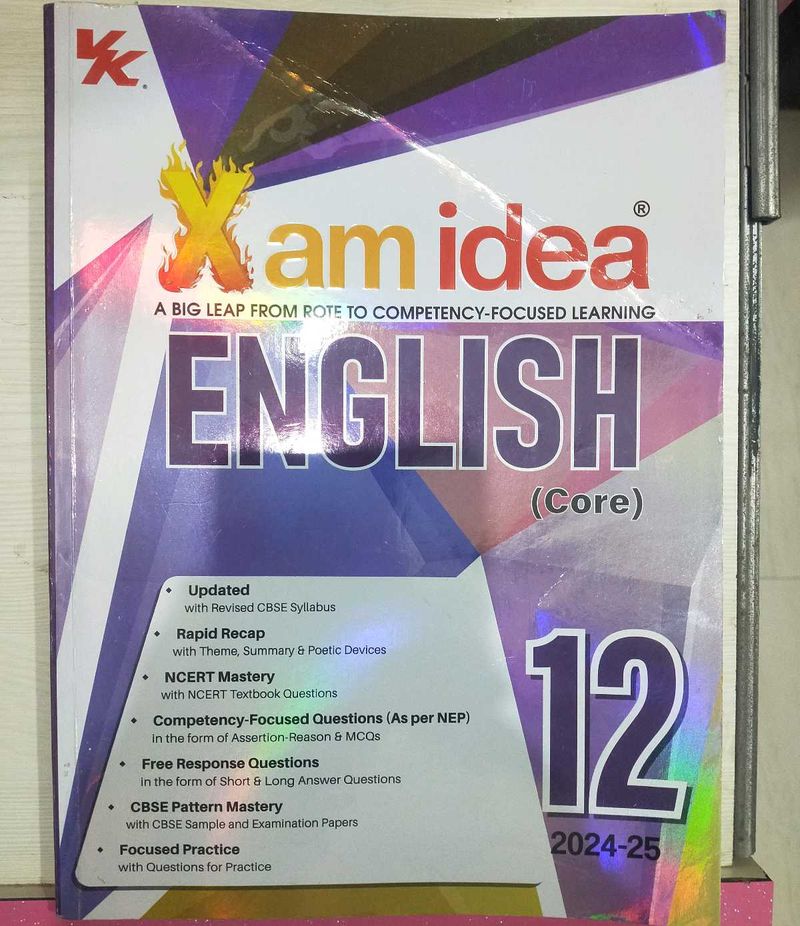 VK®
Xam idea®
A BIG LEAP FROM ROTE TO COMPETENCY-FOCUSED LEARNING
ENGLISH
(Core)
• Updated
with Revised CBSE Syllabus
• Rapid Recap
with Theme, Summary & Poetic Devices
• NCERT Mastery
with NCERT Textbook Questions
• Competency-Focused Questions (As per NEP)
in the form of Assertion-Reason & MCQs
• Free Response Questions
in the form of Short & Long Answer Questions
• CBSE Pattern Mastery
with CBSE Sample and Examination Papers
• Focused Practice
with Questions for Practice
12
2024-25